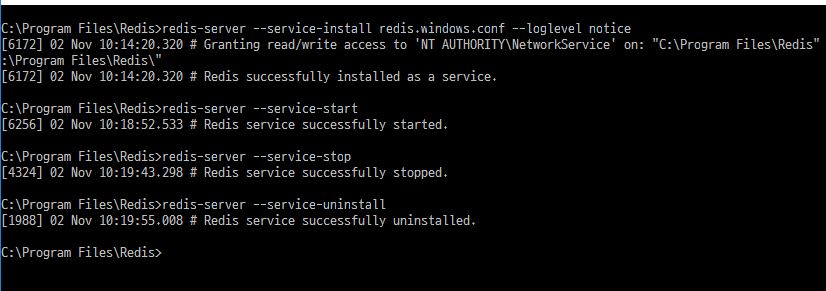 C:\Program Files\Redis>redis-server --service-install redis.windows.conf --loglevel notice
[6172] 02 Nov 10:14:20.320 # Granting read/write access to 'NT AUTHORITY\NetworkService' on: "C:\Program Files\Redis"
:\Program Files\Redis\"
[6172] 02 Nov 10:14:20.320 # Redis successfully installed as a service.
C:\Program Files\Redis>redis-server --service-start
[6256] 02 Nov 10:18:52.533 # Redis service successfully started.
C:\Program Files\Redis>redis-server --service-stop
[4324] 02 Nov 10:19:43.298 # Redis service successfully stopped.
C:\Program Files\Redis>redis-server --service-uninstall
[1988] 02 Nov 10:19:55.008 # Redis service successfully uninstalled.
C:\Program Files\Redis>